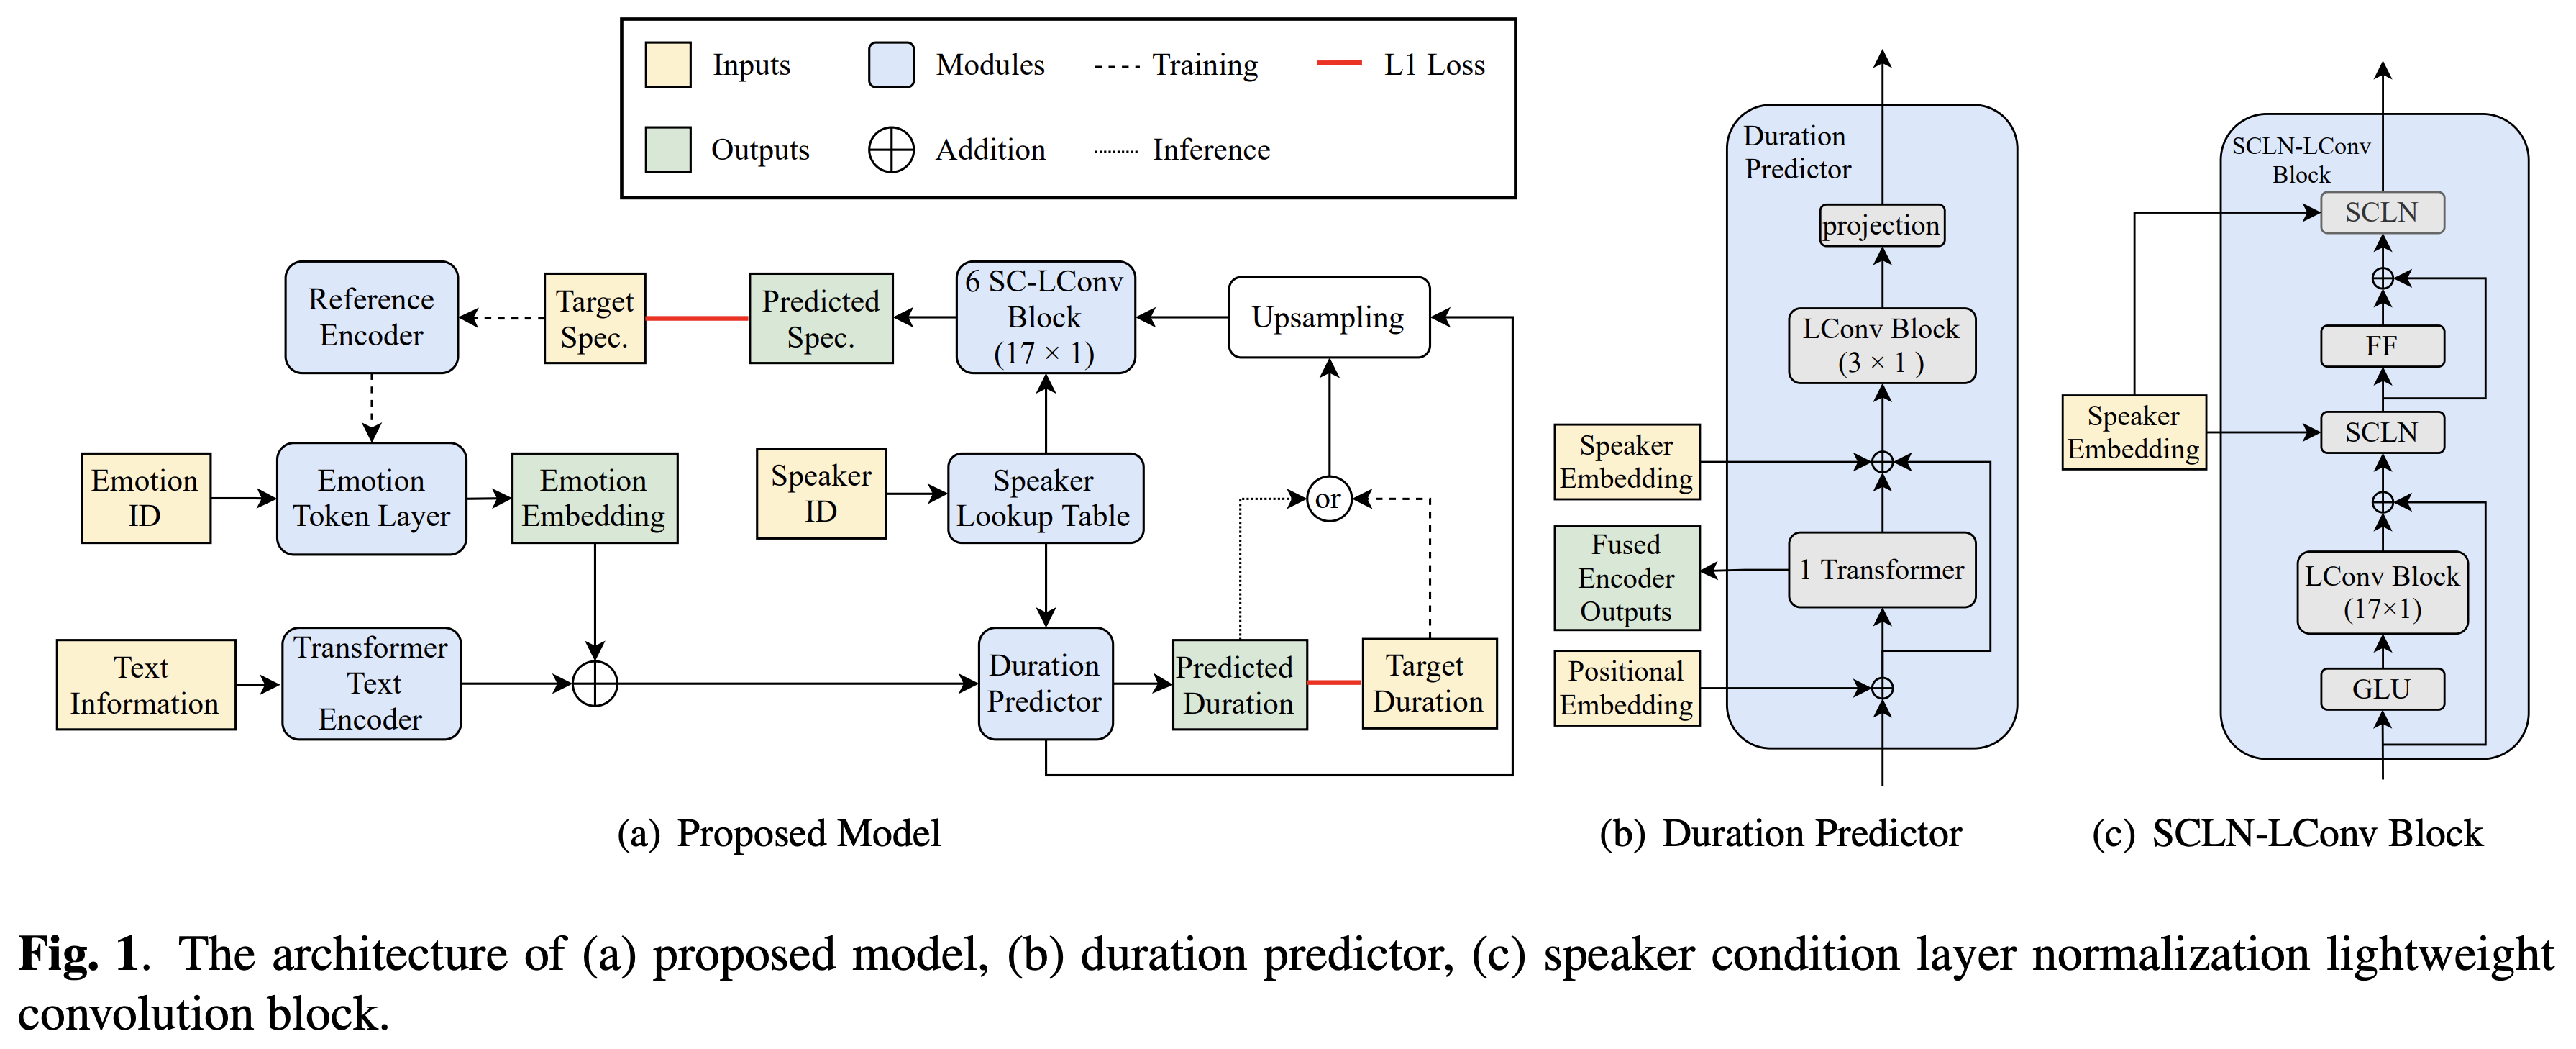 Inputs
Modules
Training
L1 Loss
Outputs
Addition
Inference
Reference
Encoder
Target
Spec.
Predicted
Spec.
6 SC-LConv
Block
(17 × 1)
Upsampling
Emotion
ID
Emotion
Token Layer
Emotion
Embedding
Speaker
ID
Speaker
Lookup Table
or
Text
Information
Transformer
Text
Encoder
Duration
Predictor
Predicted
Duration
Target
Duration
(a) Proposed Model
Duration
Predictor
projection
LConv Block
(3 × 1 )
Speaker
Embedding
Fused
Encoder
Outputs
1 Transformer
Positional
Embedding
(b) Duration Predictor
SCLN-LConv
Block
SCLN
FF
Speaker
Embedding
SCLN
LConv Block
(17×1)
GLU
(c) SCLN-LConv Block
Fig. 1. The architecture of (a) proposed model, (b) duration predictor, (c) speaker condition layer normalization lightweight
convolution block.